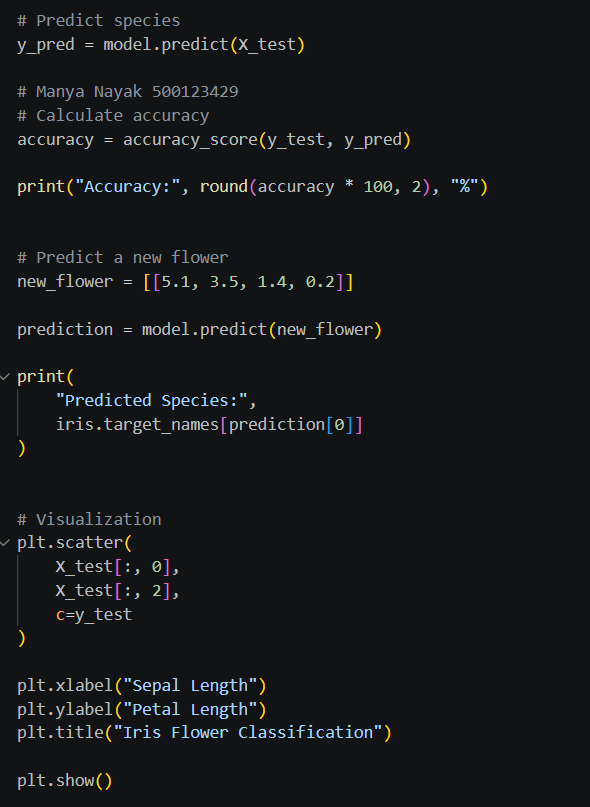 # Predict species
y_pred = model.predict(X_test)
# Manya Nayak 500123429
# Calculate accuracy
accuracy = accuracy_score(y_test, y_pred)
print("Accuracy:", round(accuracy * 100, 2), "%")
# Predict a new flower
new_flower = [[5.1, 3.5, 1.4, 0.2]]
prediction = model.predict(new_flower)
print(
    "Predicted Species:",
    iris.target_names[prediction[0]]
)
# Visualization
plt.scatter(
    X_test[:, 0],
    X_test[:, 2],
    c=y_test
)
plt.xlabel("Sepal Length")
plt.ylabel("Petal Length")
plt.title("Iris Flower Classification")
plt.show()